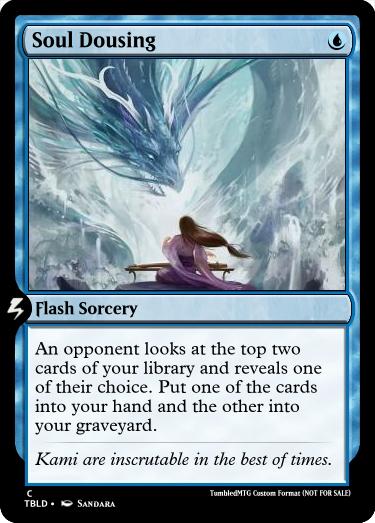 Soul Dousing
Flash Sorcery
An opponent looks at the top two
cards of your library and reveals one
of their choice. Put one of the cards
into your hand and the other into
your graveyard.
Kami are inscrutable in the best of times.
C
TBLD • SANDARA
TumbledMTG Custom Format (NOT FOR SALE)